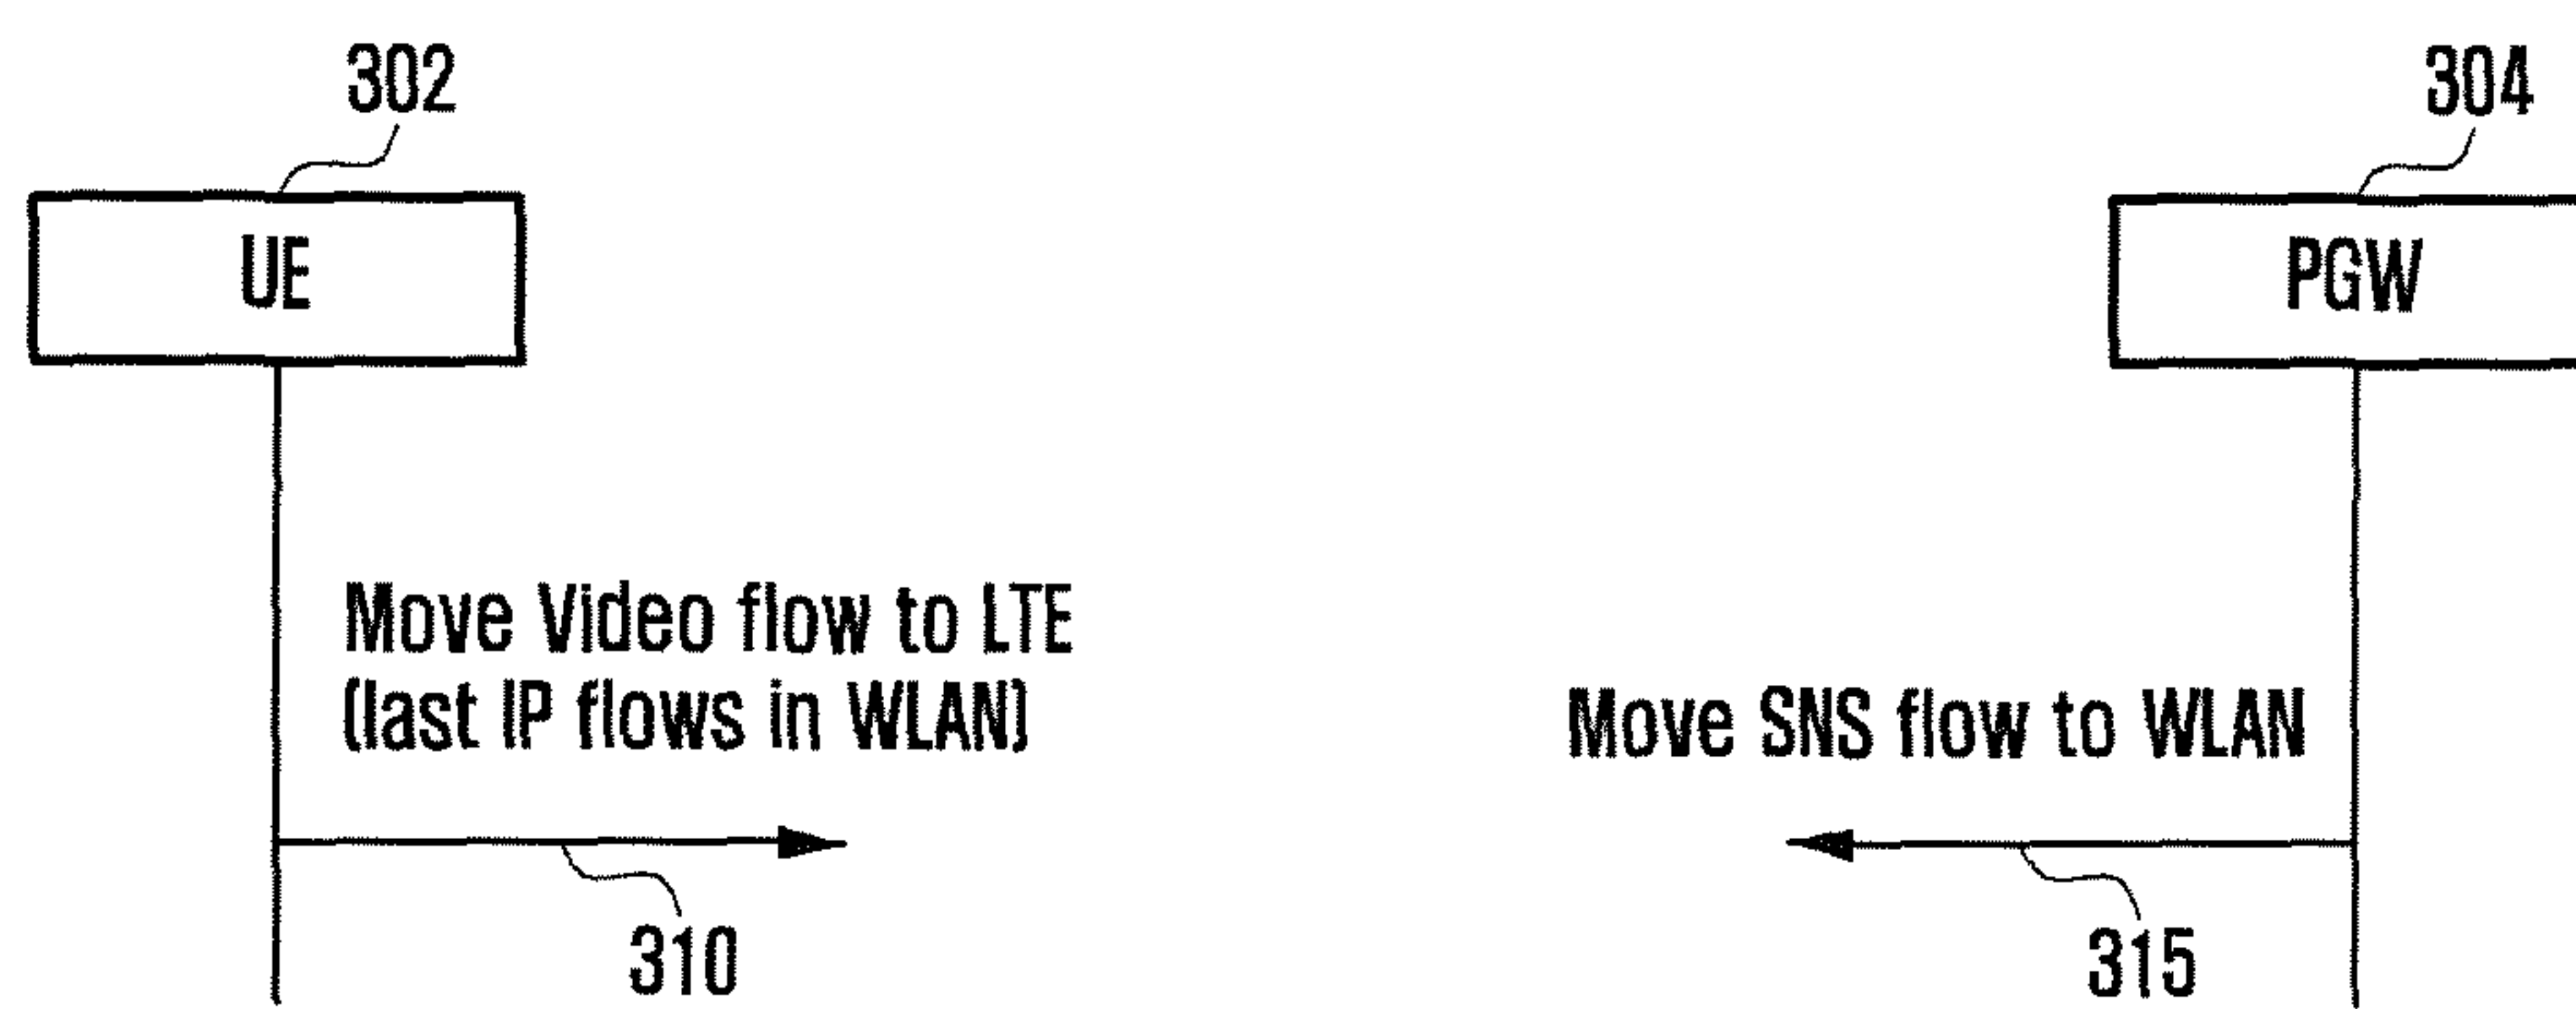 302
304
UE
PGW
Move Video flow to LTE
(last IP flows in WLAN)
Move SNS flow to WLAN
310
315